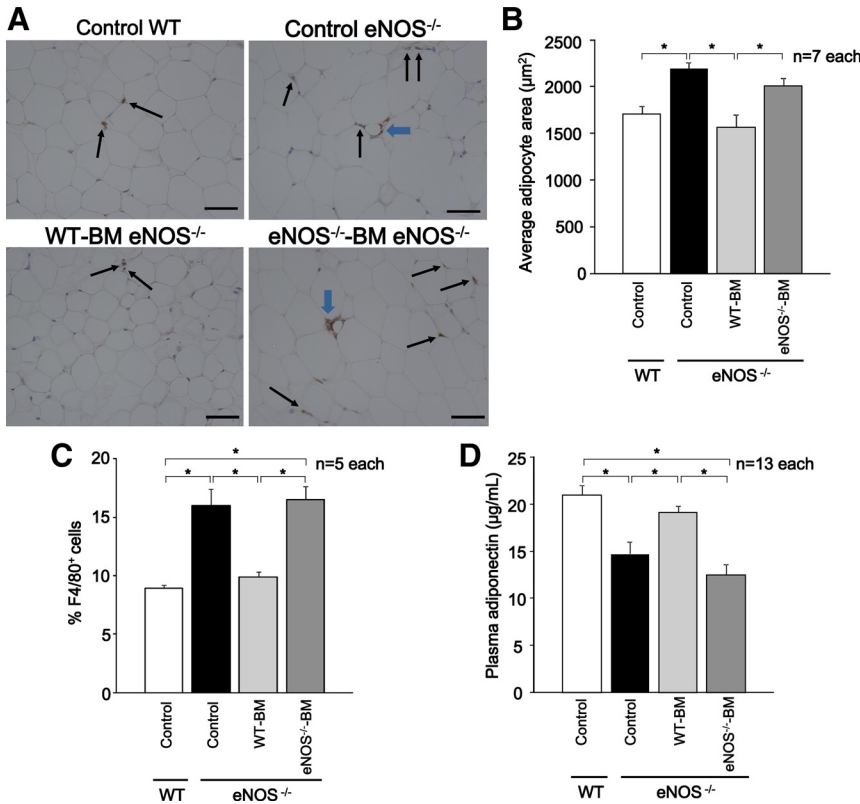 A
Control WT
Control eNOS⁻/⁻
WT-BM eNOS⁻/⁻
eNOS⁻/⁻-BM eNOS⁻/⁻
B
Average adipocyte area (µm²)
2500
2000
1500
1000
500
0
* * *
n=7 each
Control
Control
WT-BM
eNOS⁻/⁻-BM
WT
eNOS ⁻/⁻
C
% F4/80⁺ cells
20
15
10
5
0
*
* * *
n=5 each
Control
Control
WT-BM
eNOS⁻/⁻-BM
WT
eNOS ⁻/⁻
D
Plasma adiponectin (µg/mL)
25
20
15
10
5
0
*
* * *
n=13 each
Control
Control
WT-BM
eNOS⁻/⁻-BM
WT
eNOS ⁻/⁻